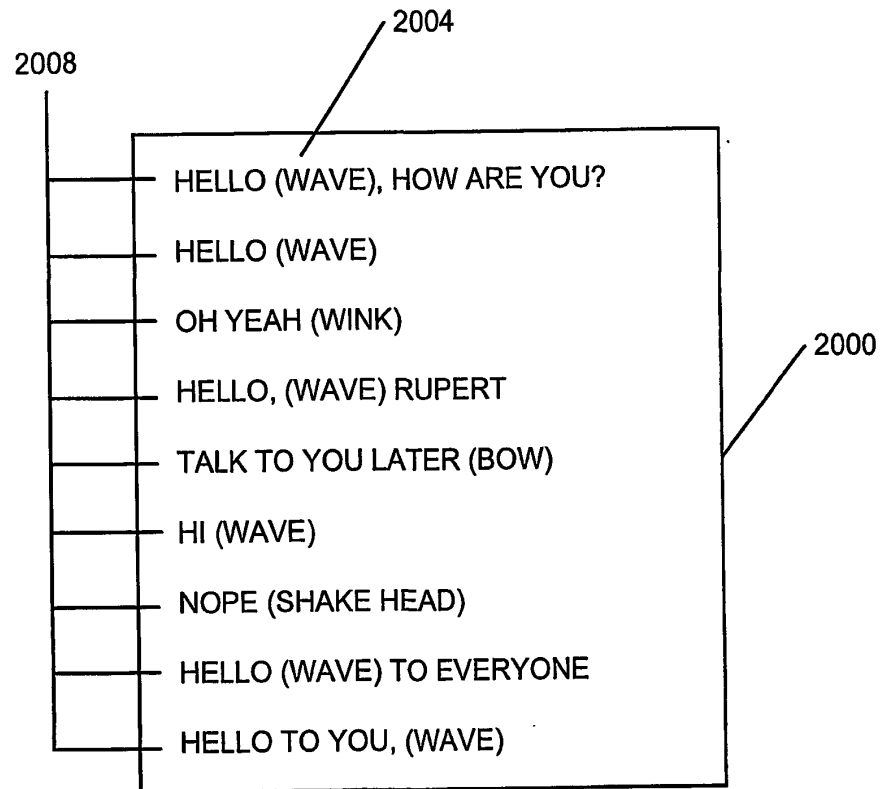 2004
2008
HELLO (WAVE), HOW ARE YOU?
HELLO (WAVE)
OH YEAH (WINK)
2000
HELLO, (WAVE) RUPERT
TALK TO YOU LATER (BOW)
HI (WAVE)
NOPE (SHAKE HEAD)
HELLO (WAVE) TO EVERYONE
HELLO TO YOU, (WAVE)